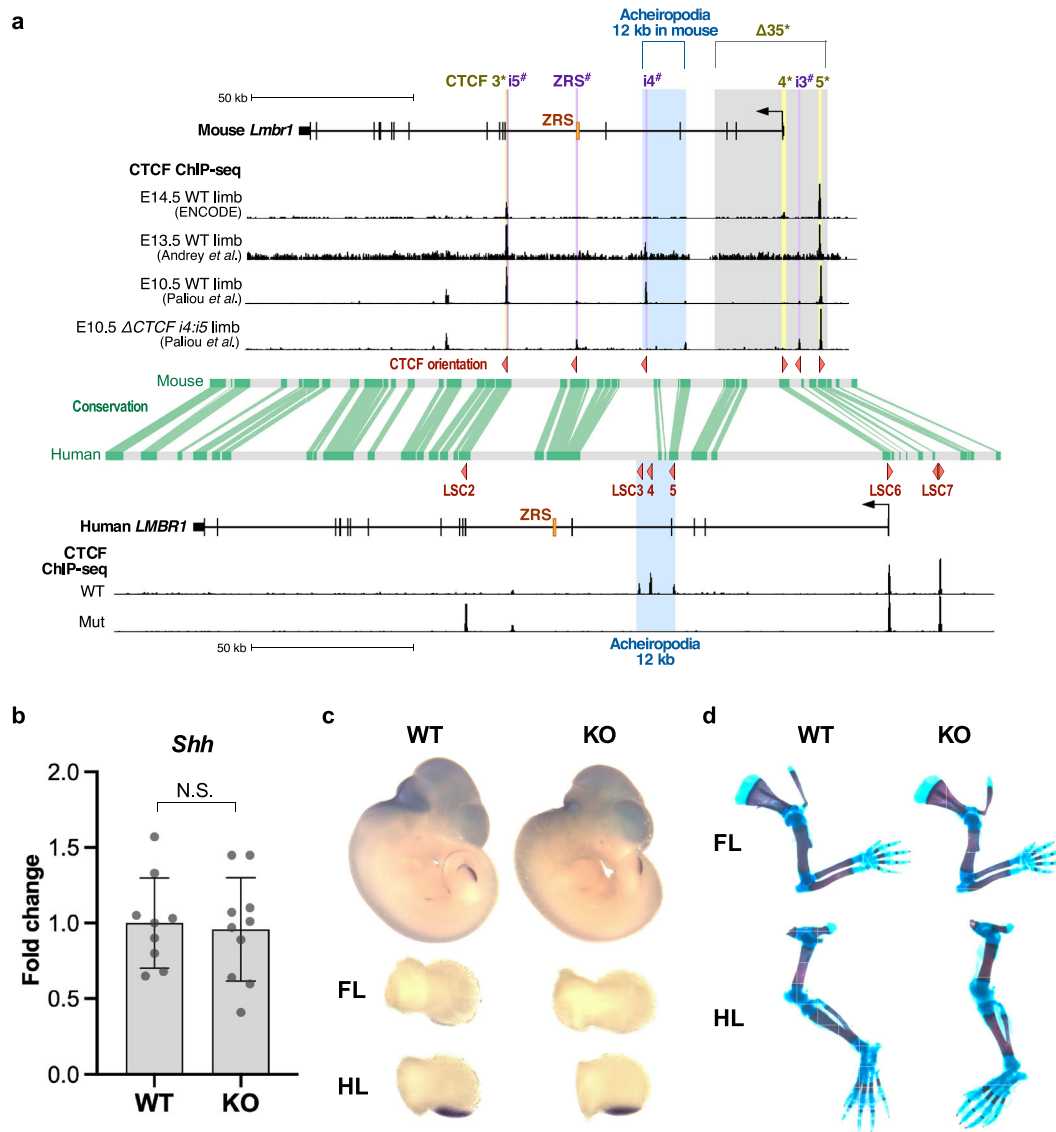 a
Acheiropodia
12 kb in mouse
Δ35*
CTCF 3* i5# ZRS# i4# 4* i3# 5*
50 kb
ZRS
Mouse Lmbr1
CTCF ChIP-seq
E14.5 WT limb
(ENCODE)
E13.5 WT limb
(Andrey et al.)
E10.5 WT limb
(Paliou et al.)
E10.5 ΔCTCF i4:i5 limb
(Paliou et al.)
CTCF orientation
Mouse
Conservation
Human
LSC2 LSC3 4 5 LSC6 LSC7
ZRS
Human LMBR1
CTCF
ChIP-seq
WT
Mut
50 kb
Acheiropodia
12 kb
b
Shh
N.S.
2.0
1.5
1.0
0.5
0.0
Fold change
WT KO
c
WT KO
FL
HL
d
WT KO
FL
HL